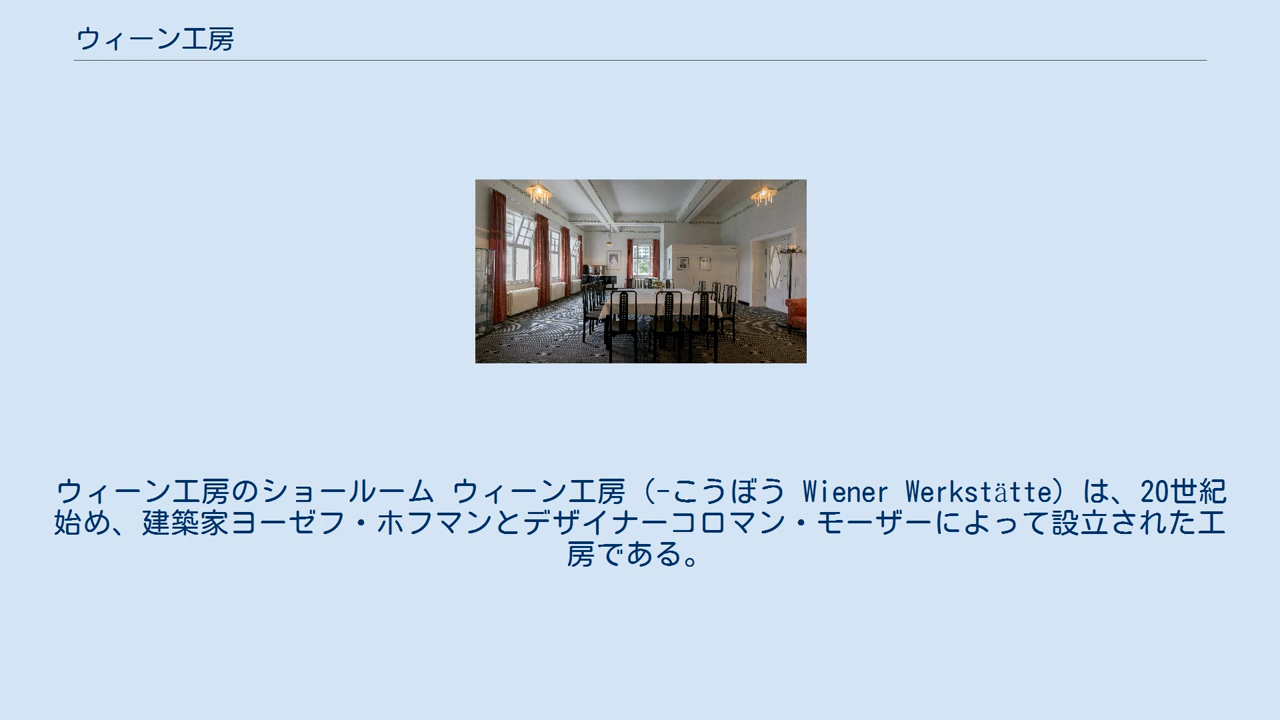 ウィーン工房
ウィーン工房のショールーム ウィーン工房（-こうぼう Wiener Werkstätte）は、20世紀
始め、建築家ヨーゼフ・ホフマンとデザイナーコロマン・モーザーによって設立された工
房である。